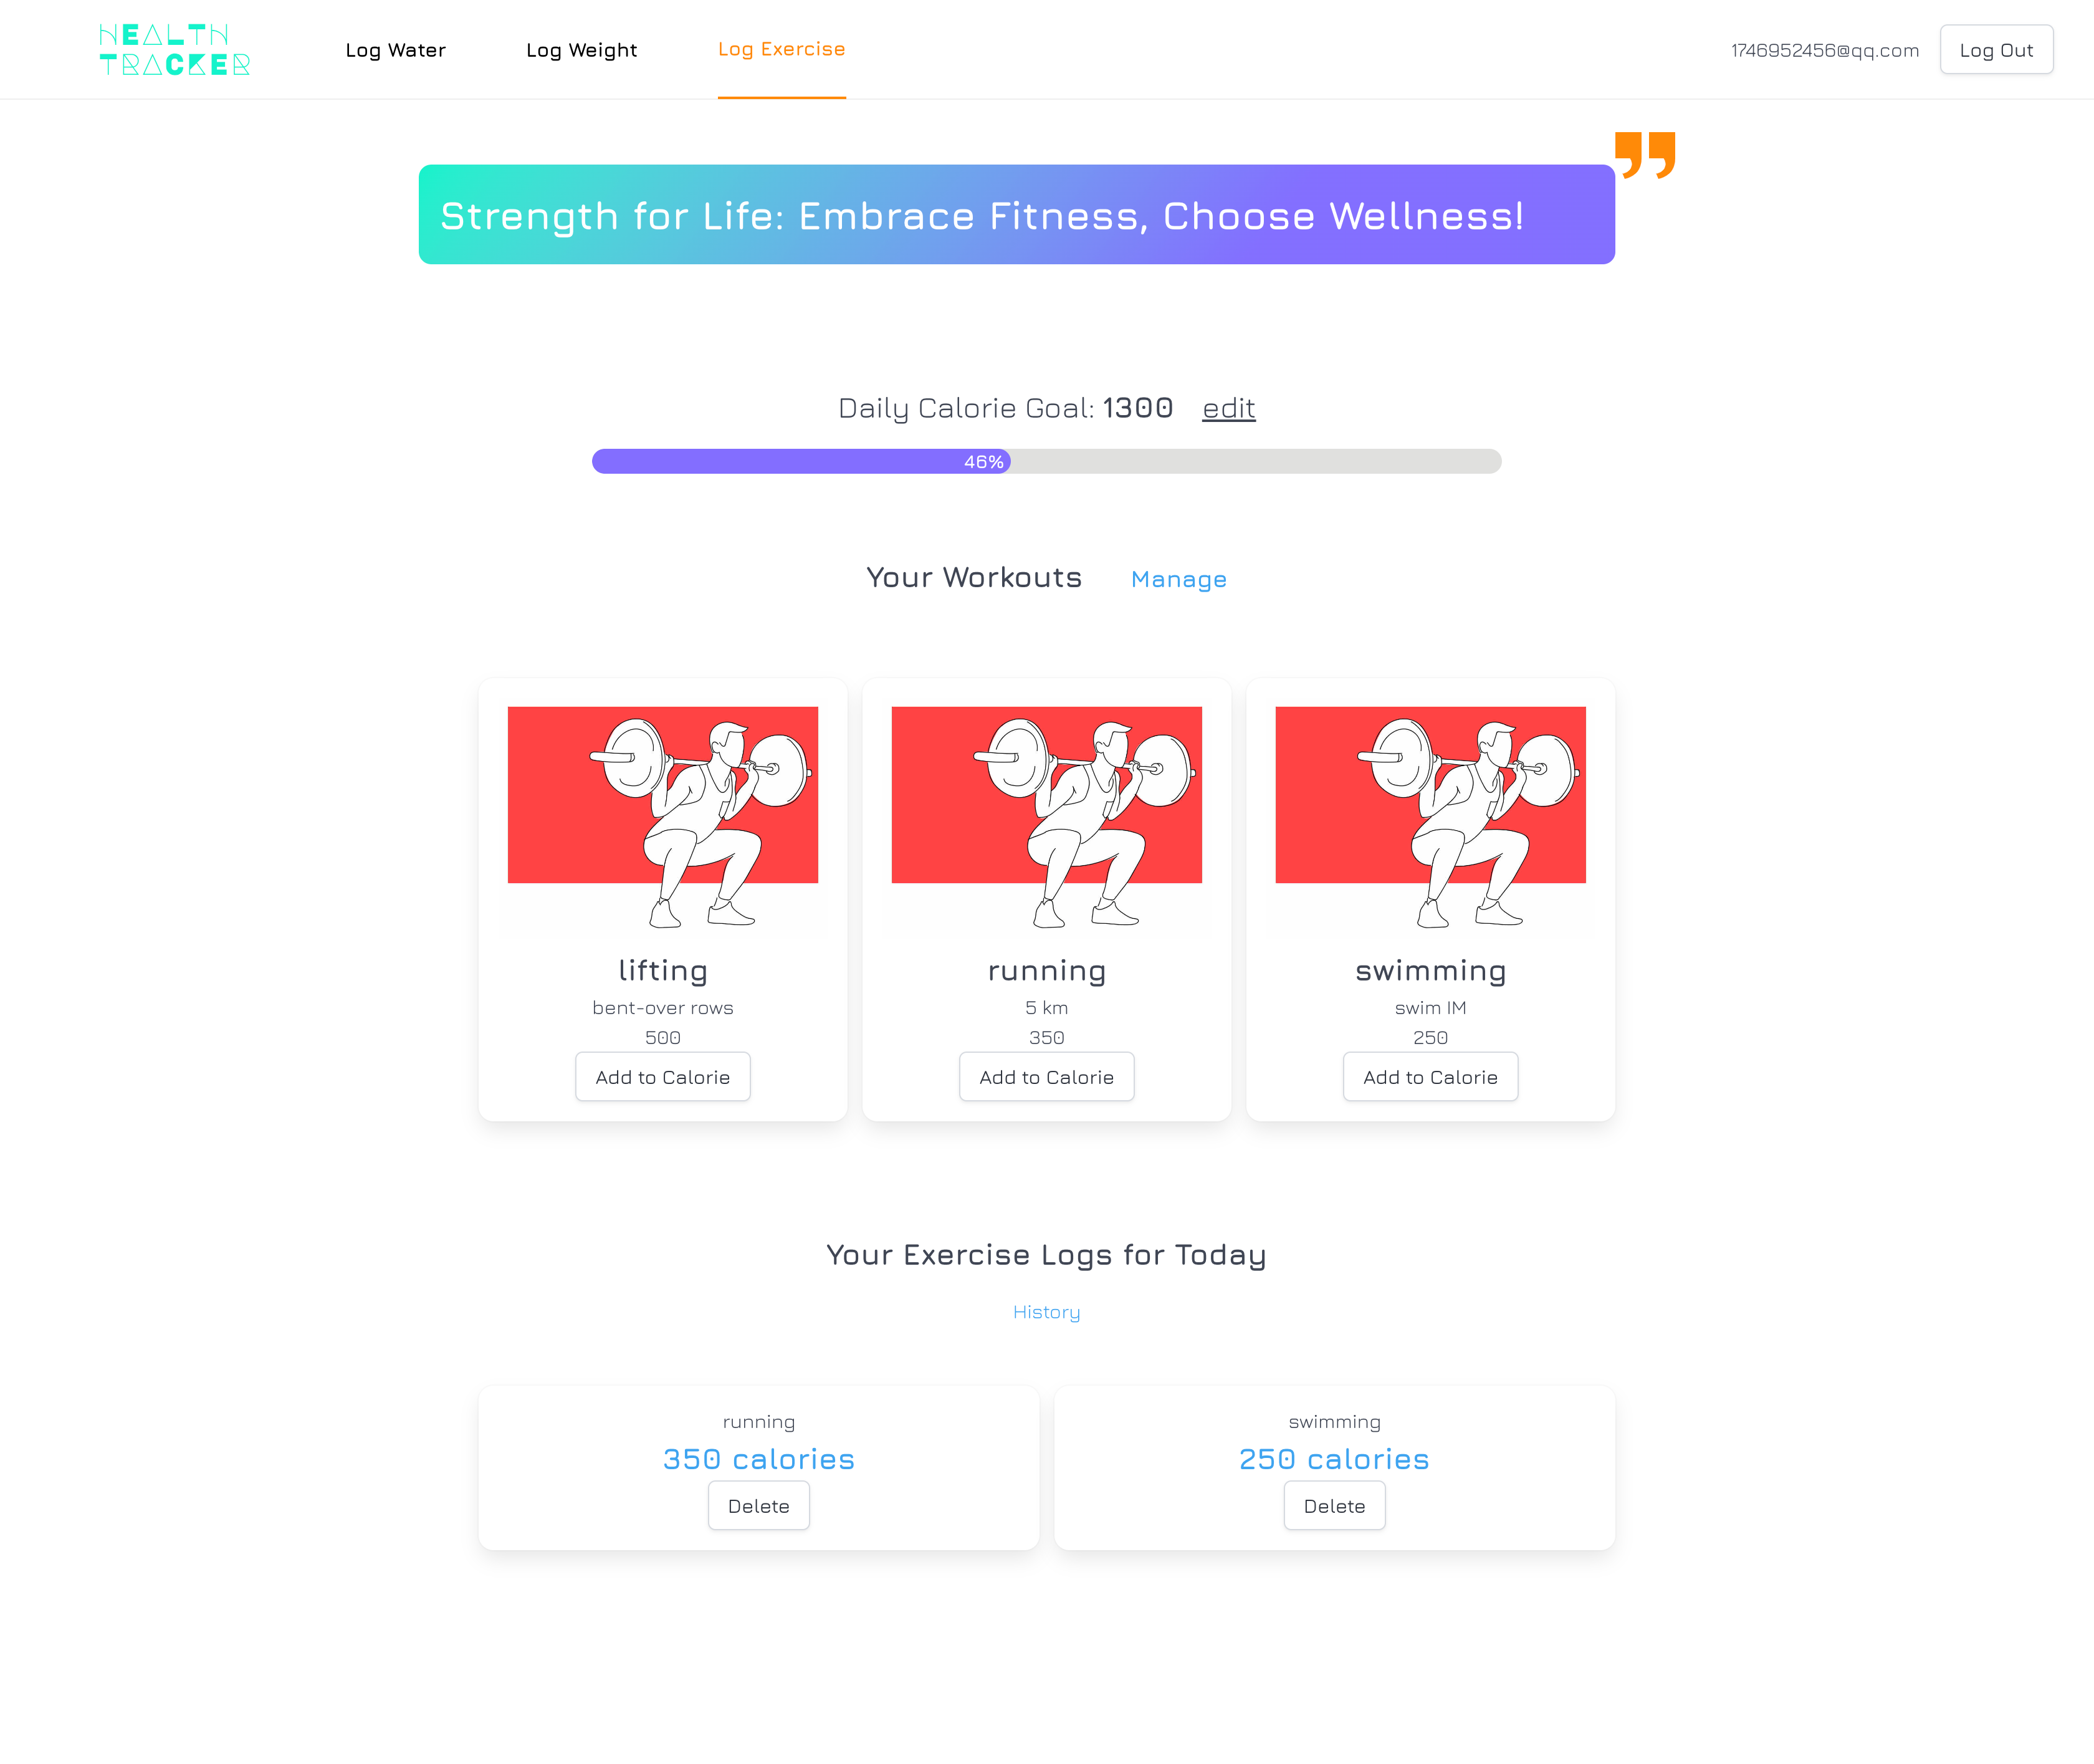 HEALTH
TRACKER
Log Water
Log Weight
Log Exercise
1746952456@qq.com
Log Out
Strength for Life: Embrace Fitness, Choose Wellness!
Daily Calorie Goal: 1300 edit
46%
Your Workouts Manage
lifting
bent-over rows
500
Add to Calorie
running
5 km
350
Add to Calorie
swimming
swim IM
250
Add to Calorie
Your Exercise Logs for Today
History
running
350 calories
Delete
swimming
250 calories
Delete